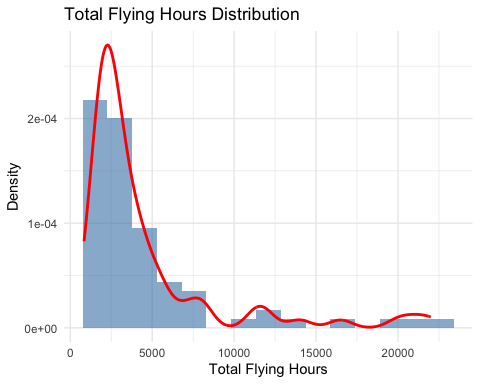 Total Flying Hours Distribution
Density
2e-04
1e-04
0e+00
0 5000 10000 15000 20000
Total Flying Hours